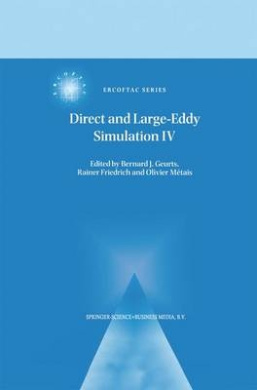 ERCOFTAC
ERCOFTAC SERIES
Direct and Large-Eddy
Simulation IV
Edited by Bernard J. Geurts,
Rainer Friedrich and Olivier Métais
SPRINGER-SCIENCE+BUSINESS MEDIA, B.V.